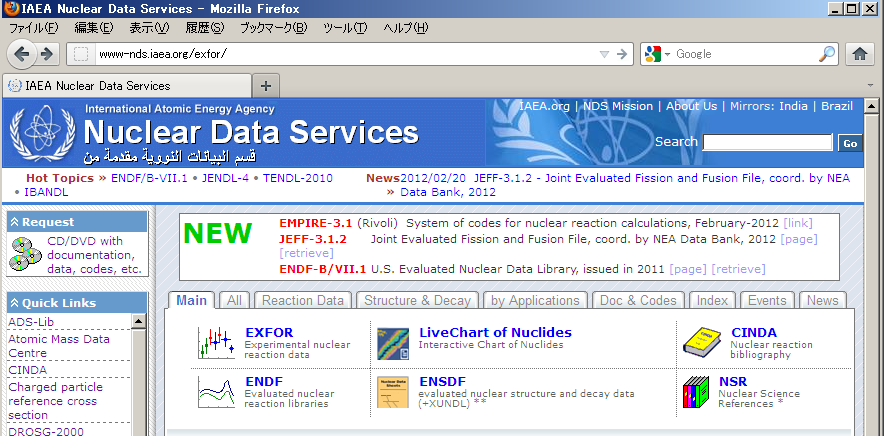 IAEA Nuclear Data Services - Mozilla Firefox
ファイル(F) 編集(E) 表示(V) 履歴(S) ブックマーク(B) ツール(T) ヘルプ(H)
www-nds.iaea.org/exfor/
Google
IAEA Nuclear Data Services
International Atomic Energy Agency
Nuclear Data Services
قسم البيانات النووية مقدمة من
IAEA.org | NDS Mission | About Us | Mirrors: India | Brazil
Search Go
Hot Topics » ENDF/B-VII.1 • JENDL-4 • TENDL-2010
• IBANDL
News 2012/02/20 JEFF-3.1.2 - Joint Evaluated Fission and Fusion File, coord. by NEA
» Data Bank, 2012
Request
CD/DVD with
documentation,
data, codes, etc.
Quick Links
ADS-Lib
Atomic Mass Data
Centre
CINDA
Charged particle
reference cross
section
DROSG-2000
NEW
EMPIRE-3.1 (Rivoli) System of codes for nuclear reaction calculations, February-2012 [link]
JEFF-3.1.2 Joint Evaluated Fission and Fusion File, coord. by NEA Data Bank, 2012 [page]
[retrieve]
ENDF-B/VII.1 U.S. Evaluated Nuclear Data Library, issued in 2011 [page] [retrieve]
Main All Reaction Data Structure & Decay by Applications Doc & Codes Index Events News
EXFOR
Experimental nuclear
reaction data
LiveChart of Nuclides
Interactive Chart of Nuclides
CINDA
Nuclear reaction
bibliography
ENDF
Evaluated nuclear
reaction libraries
ENSDF
evaluated nuclear structure and decay data
(+XUNDL) **
NSR
Nuclear Science
References *